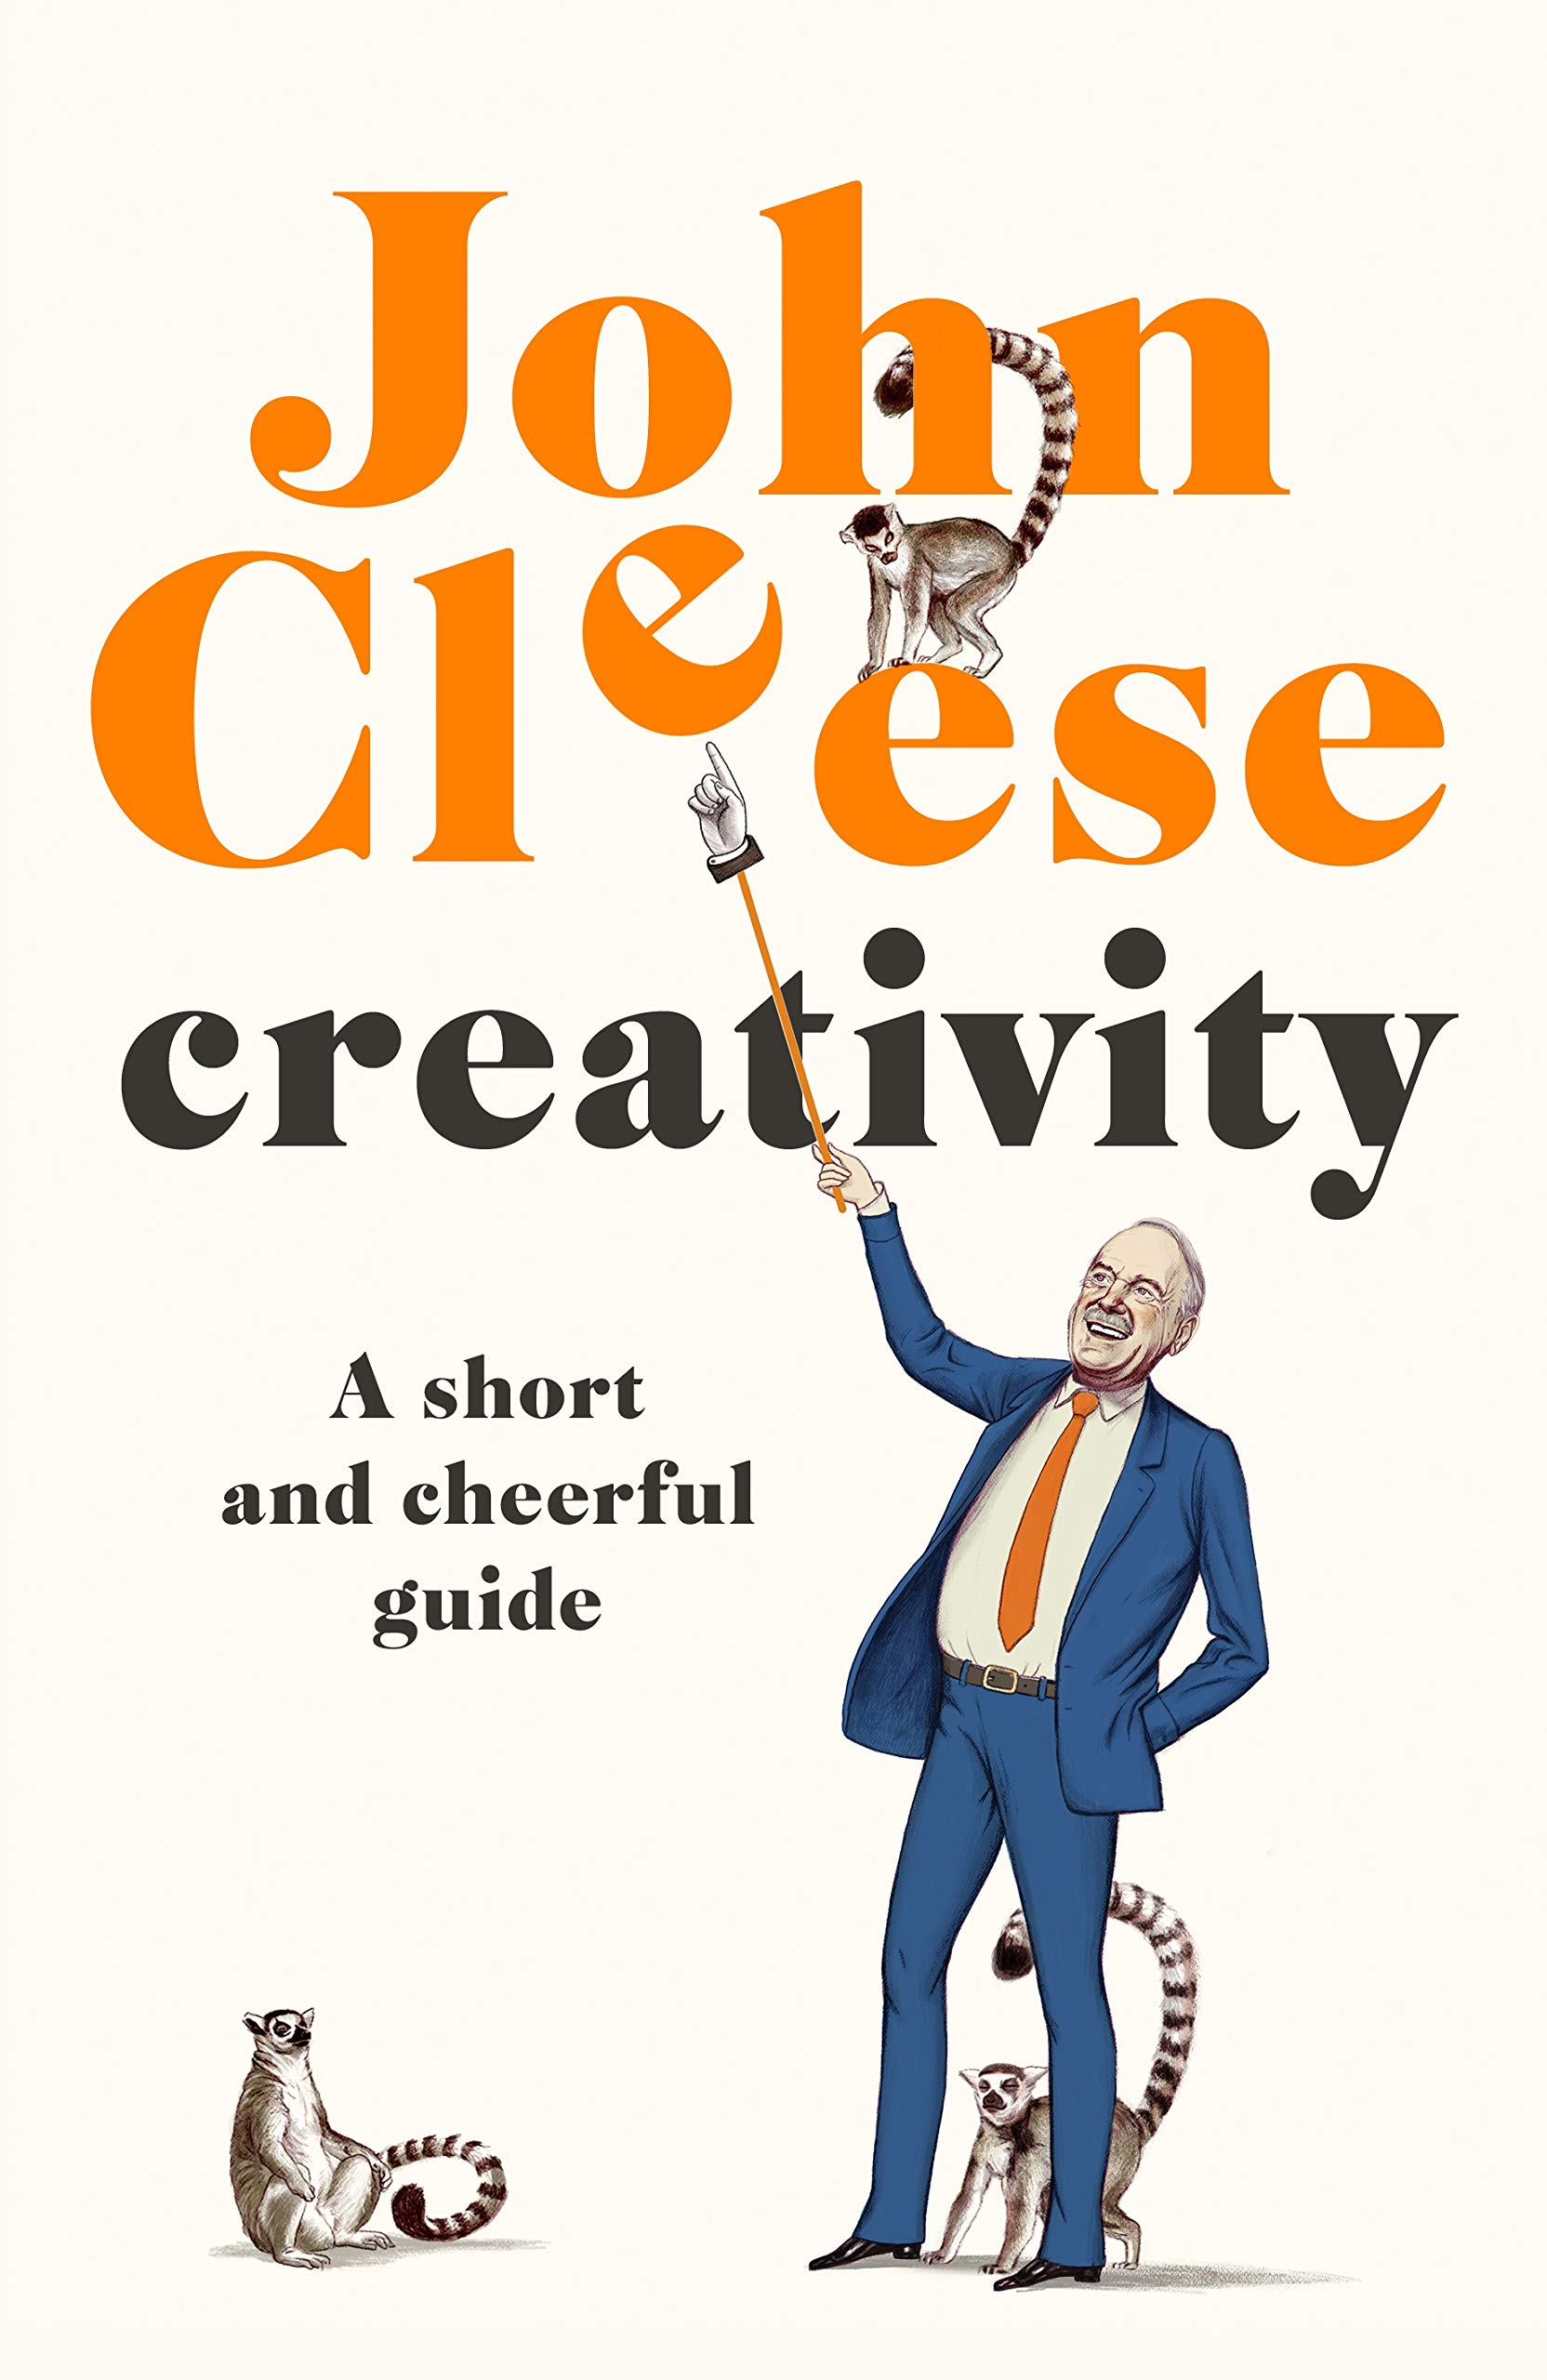 John
Cleese
creativity
A short
and cheerful
guide